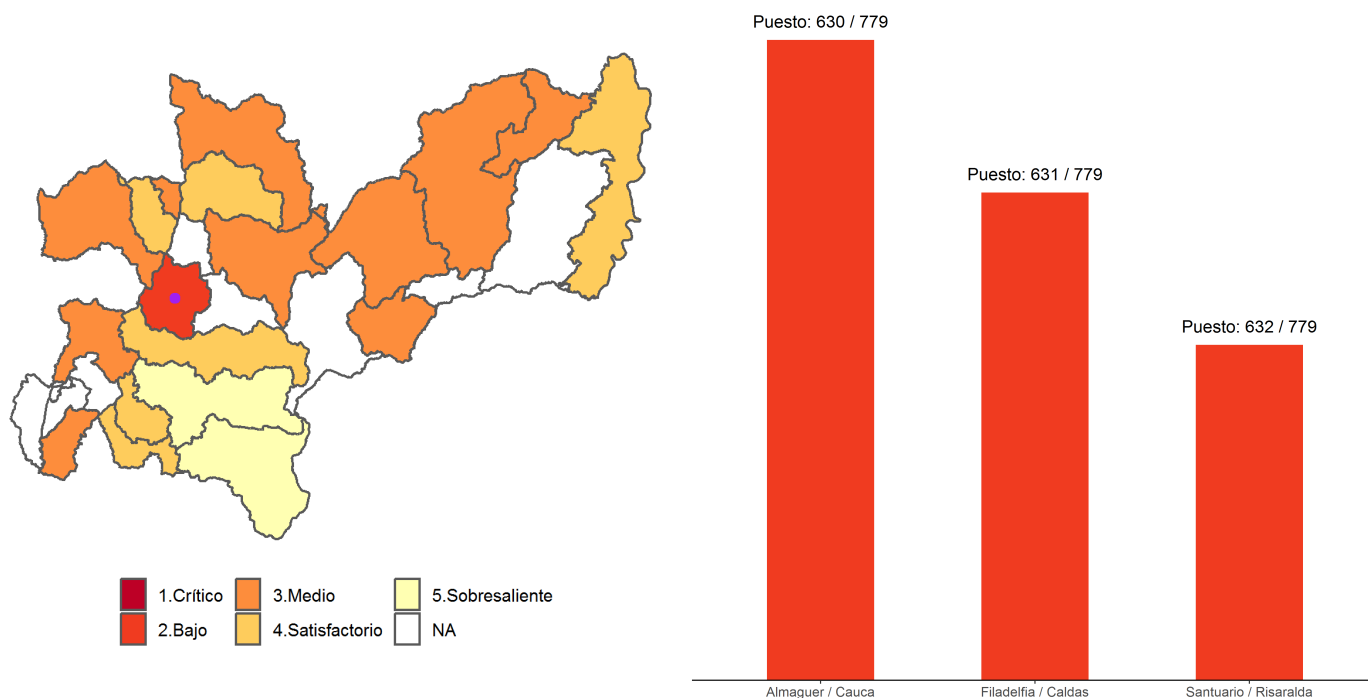 Puesto: 630 / 779
Puesto: 631 / 779
Puesto: 632 / 779
1.Crítico
3.Medio
5.Sobresaliente
2.Bajo
4.Satisfactorio
NA
Almaguer / Cauca
Filadelfia / Caldas
Santuario / Risaralda